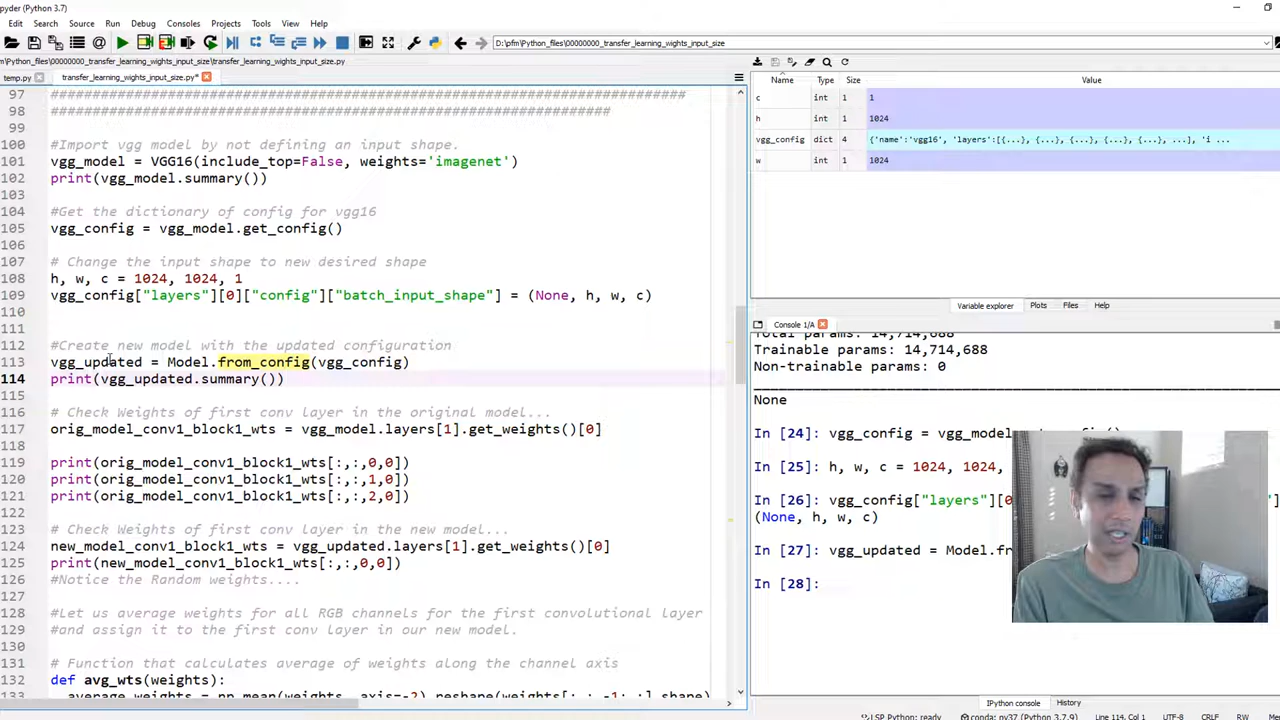 pyder (Python 3.7)
Edit Search Source Run Debug Consoles Projects Tools View Help
D:\pfm\Python_files\00000000_transfer_learning_wights_input_size
\Python_files\00000000_transfer_learning_wights_input_size\transfer_learning_wights_input_size.py
temp.py transfer_learning_wights_input_size.py*
97 ############################################################################
98 ###################################################################
99
100 #Import vgg model by not defining an input shape.
101 vgg_model = VGG16(include_top=False, weights='imagenet')
102 print(vgg_model.summary())
103
104 #Get the dictionary of config for vgg16
105 vgg_config = vgg_model.get_config()
106
107 # Change the input shape to new desired shape
108 h, w, c = 1024, 1024, 1
109 vgg_config["layers"][0]["config"]["batch_input_shape"] = (None, h, w, c)
110
111
112 #Create new model with the updated configuration
113 vgg_updated = Model.from_config(vgg_config)
114 print(vgg_updated.summary())
115
116 # Check Weights of first conv layer in the original model...
117 orig_model_conv1_block1_wts = vgg_model.layers[1].get_weights()[0]
118
119 print(orig_model_conv1_block1_wts[:,:,0,0])
120 print(orig_model_conv1_block1_wts[:,:,1,0])
121 print(orig_model_conv1_block1_wts[:,:,2,0])
122
123 # Check Weights of first conv layer in the new model...
124 new_model_conv1_block1_wts = vgg_updated.layers[1].get_weights()[0]
125 print(new_model_conv1_block1_wts[:,:,0,0])
126 #Notice the Random weights....
127
128 #Let us average weights for all RGB channels for the first convolutional layer
129 #and assign it to the first conv layer in our new model.
130
131 # Function that calculates average of weights along the channel axis
132 def avg_wts(weights):
133 average_weights = np.mean(weights, axis=-2).reshape(weights[:,:,-1:,:].shape)
Name Type Size Value
c int 1 1
h int 1 1024
vgg_config dict 4 {'name':'vgg16', 'layers':[{...}, {...}, {...}, {...}, {...}, ...], 'i ...
w int 1 1024
Variable explorer Plots Files Help
Console 1/A
Total params: 14,714,688
Trainable params: 14,714,688
Non-trainable params: 0
None
In [24]: vgg_config = vgg_model
In [25]: h, w, c = 1024, 1024,
In [26]: vgg_config["layers"][0
(None, h, w, c)
In [27]: vgg_updated = Model.fr
In [28]:
IPython console History
LSP Python: ready conda: py37 (Python 3.7.9) Line 114, Col 1 UTF-8 CRLF RW